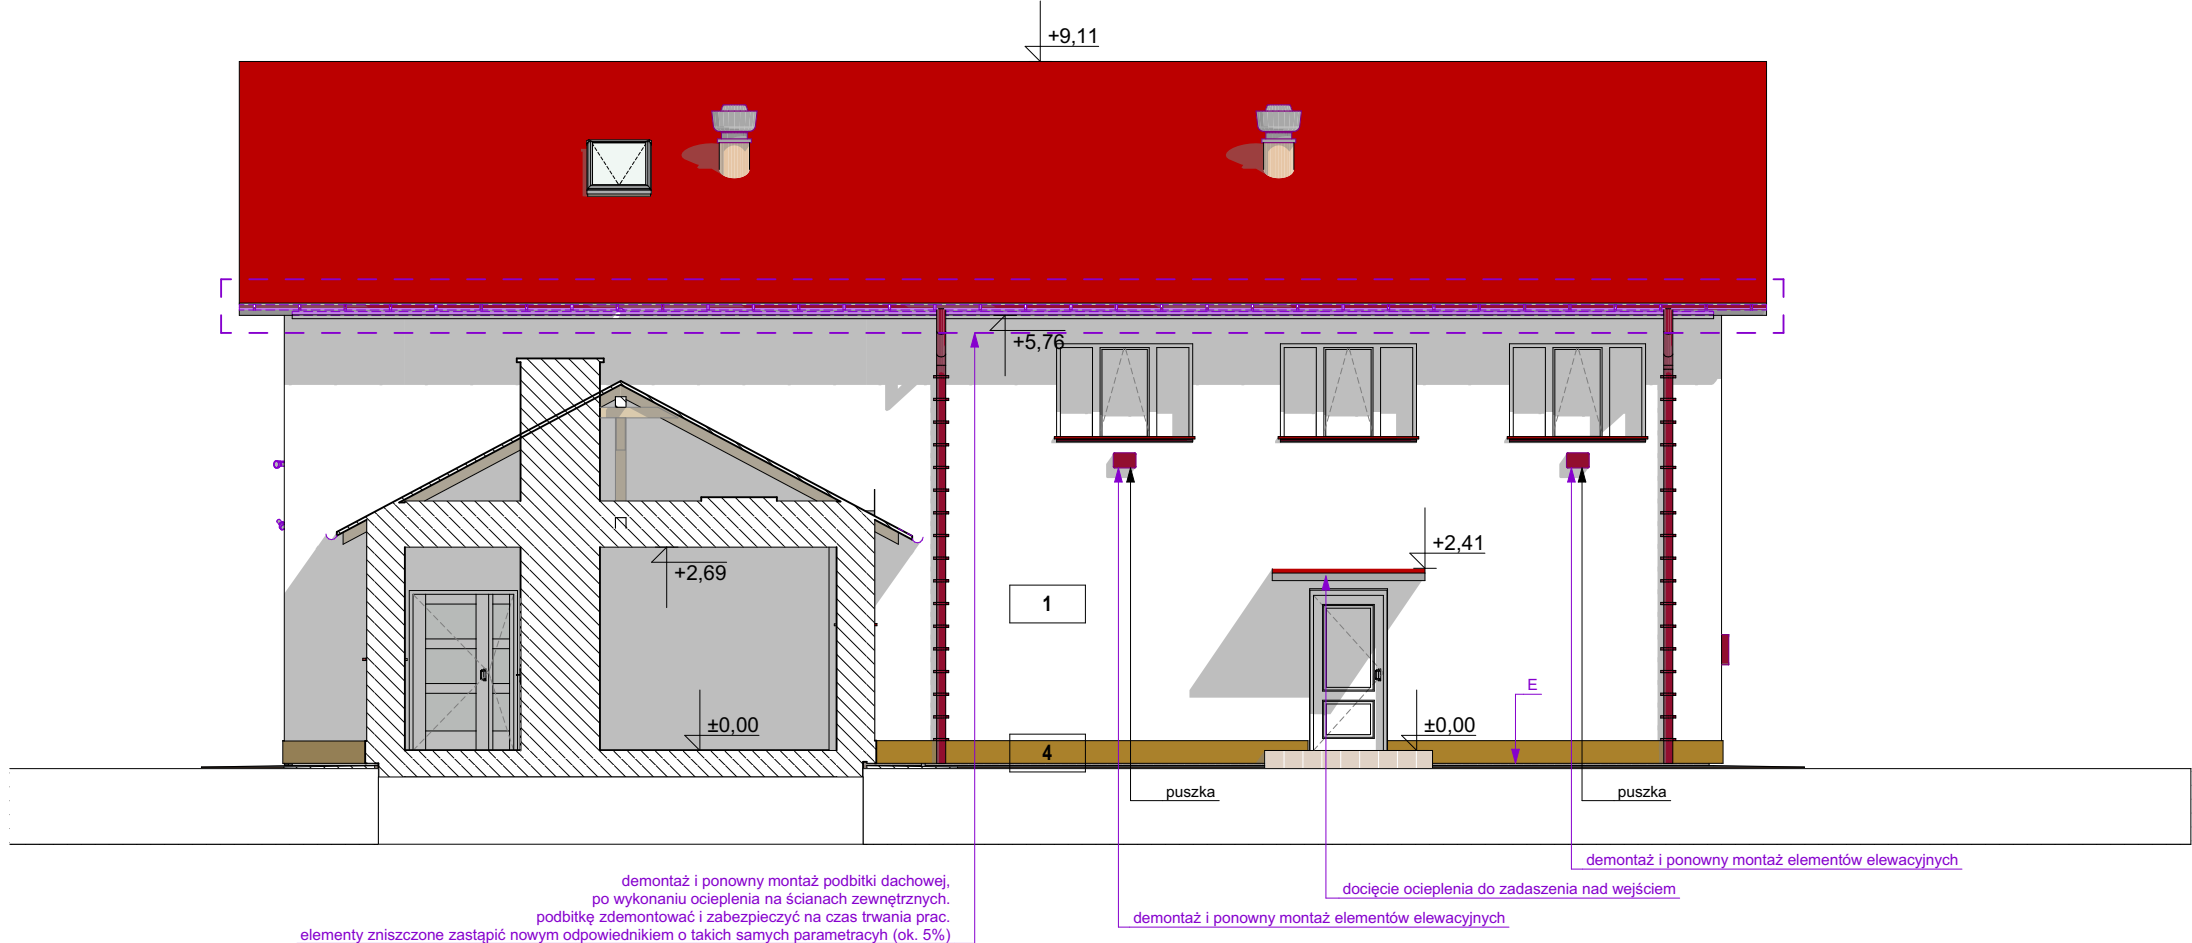 +9,11
+5,76
+2,41
+2,69
1
E
±0,00
±0,00
4
puszka
puszka
demontaż i ponowny montaż elementów elewacyjnych
demontaż i ponowny montaż podbitki dachowej,
po wykonaniu ocieplenia na ścianach zewnętrznych.
podbitkę zdemontować i zabezpieczyć na czas trwania prac.
elementy zniszczone zastąpić nowym odpowiednikiem o takich samych parametracyh (ok. 5%)
docięcie ocieplenia do zadaszenia nad wejściem
demontaż i ponowny montaż elementów elewacyjnych